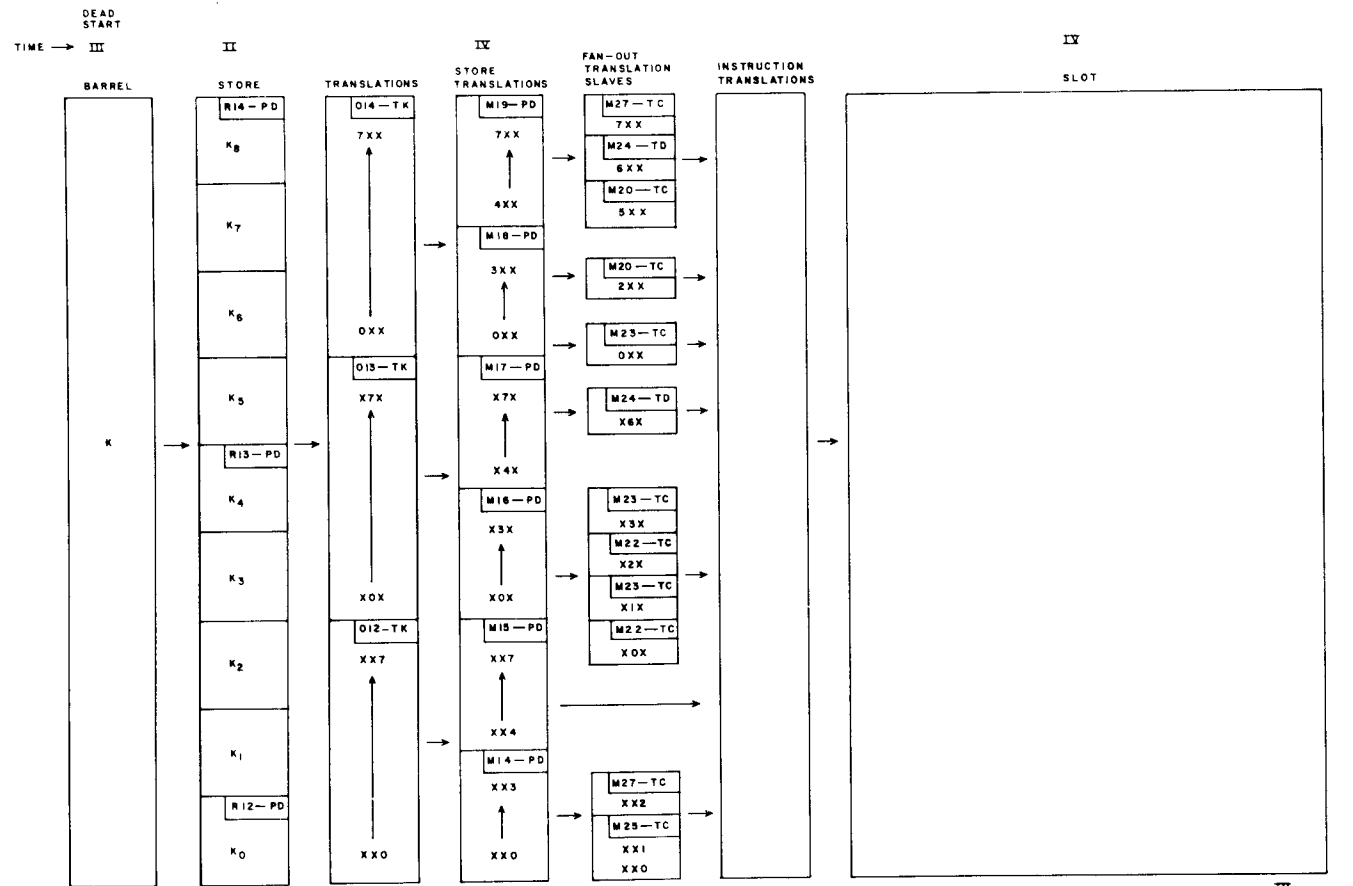 DEAD
START
TIME → III
II
IV
IV
BARREL
STORE
TRANSLATIONS
STORE
TRANSLATIONS
FAN-OUT
TRANSLATION
SLAVES
INSTRUCTION
TRANSLATIONS
SLOT
K
R14-PD
K8
K7
K6
K5
R13-PD
K4
K3
K2
K1
R12-PD
K0
014-TK
7XX
0XX
013-TK
X7X
X0X
012-TK
XX7
XX0
M19-PD
7XX
4XX
M18-PD
3XX
0XX
M17-PD
X7X
X4X
M16-PD
X3X
X0X
M15-PD
XX7
XX4
M14-PD
XX3
XX0
M27-TC
7XX
M24-TD
6XX
M20-TC
5XX
M20-TC
2XX
M23-TC
0XX
M24-TD
X6X
M23-TC
X3X
M22-TC
X2X
M23-TC
X1X
M22-TC
X0X
M27-TC
XX2
M25-TC
XX1
XX0